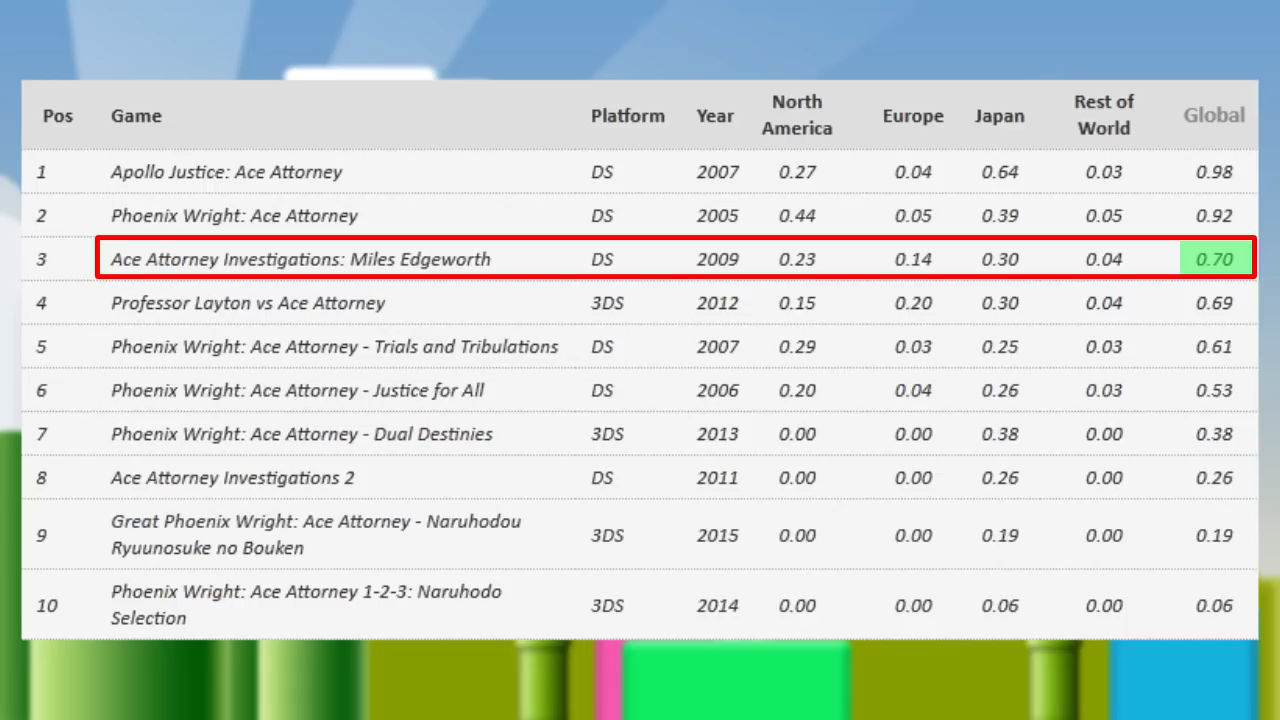 Pos Game Platform Year North America Europe Japan Rest of World Global
1 Apollo Justice: Ace Attorney DS 2007 0.27 0.04 0.64 0.03 0.98
2 Phoenix Wright: Ace Attorney DS 2005 0.44 0.05 0.39 0.05 0.92
3 Ace Attorney Investigations: Miles Edgeworth DS 2009 0.23 0.14 0.30 0.04 0.70
4 Professor Layton vs Ace Attorney 3DS 2012 0.15 0.20 0.30 0.04 0.69
5 Phoenix Wright: Ace Attorney - Trials and Tribulations DS 2007 0.29 0.03 0.25 0.03 0.61
6 Phoenix Wright: Ace Attorney - Justice for All DS 2006 0.20 0.04 0.26 0.03 0.53
7 Phoenix Wright: Ace Attorney - Dual Destinies 3DS 2013 0.00 0.00 0.38 0.00 0.38
8 Ace Attorney Investigations 2 DS 2011 0.00 0.00 0.26 0.00 0.26
9 Great Phoenix Wright: Ace Attorney - Naruhodou Ryuunosuke no Bouken 3DS 2015 0.00 0.00 0.19 0.00 0.19
10 Phoenix Wright: Ace Attorney 1-2-3: Naruhodo Selection 3DS 2014 0.00 0.00 0.06 0.00 0.06